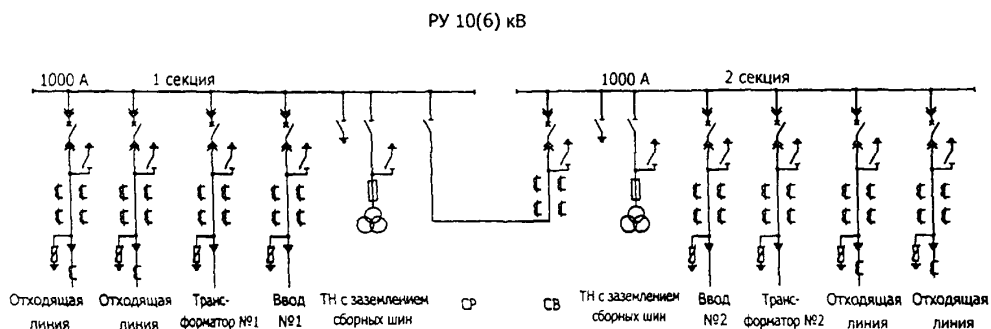 РУ 10(6) кВ
1000 А 1 секция 1000 А 2 секция
Отходящая линия
Отходящая линия
Транс-форматор №1
Ввод №1
ТН с заземлением сборных шин
СР
СВ
ТН с заземлением сборных шин
Ввод №2
Транс-форматор №2
Отходящая линия
Отходящая линия